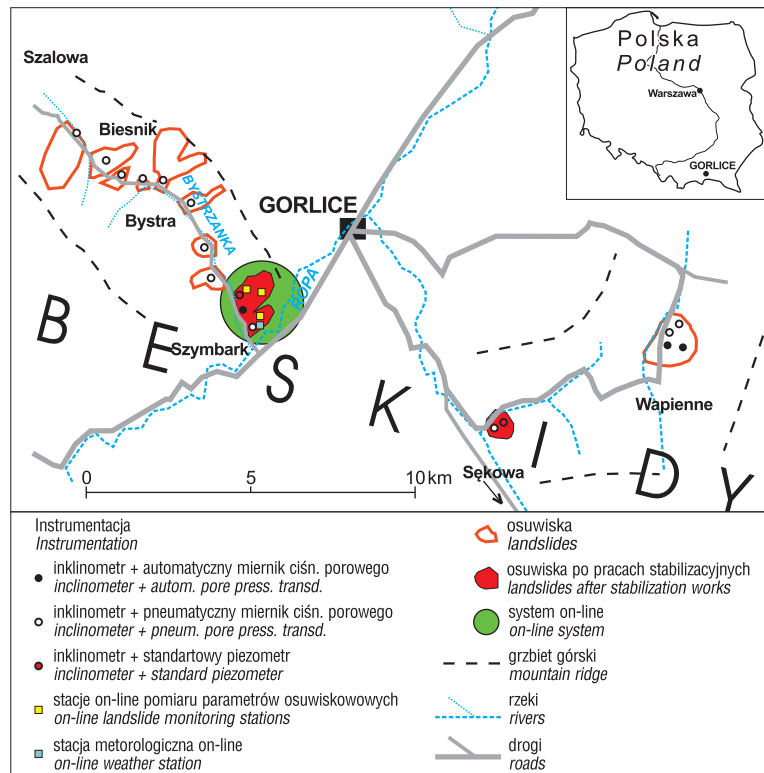 Polska
Poland
Warszawa
GORLICE
Szalowa
Biesnik
Bystra
BYSTRZANKA
GORLICE
ROPA
Szymbark
Wapienne
Sękowa
BESKIDY
0 5 10 km
Instrumentacja
Instrumentation
inklinometr + automatyczny miernik ciśn. porowego
inclinometer + autom. pore press. transd.
inklinometr + pneumatyczny miernik ciśn. porowego
inclinometer + pneum. pore press. transd.
inklinometr + standartowy piezometr
inclinometer + standard piezometer
stacje on-line pomiaru parametrów osuwiskowowych
on-line landslide monitoring stations
stacja metorologiczna on-line
on-line weather station
osuwiska
landslides
osuwiska po pracach stabilizacyjnych
landslides after stabilization works
system on-line
on-line system
grzbiet górski
mountain ridge
rzeki
rivers
drogi
roads